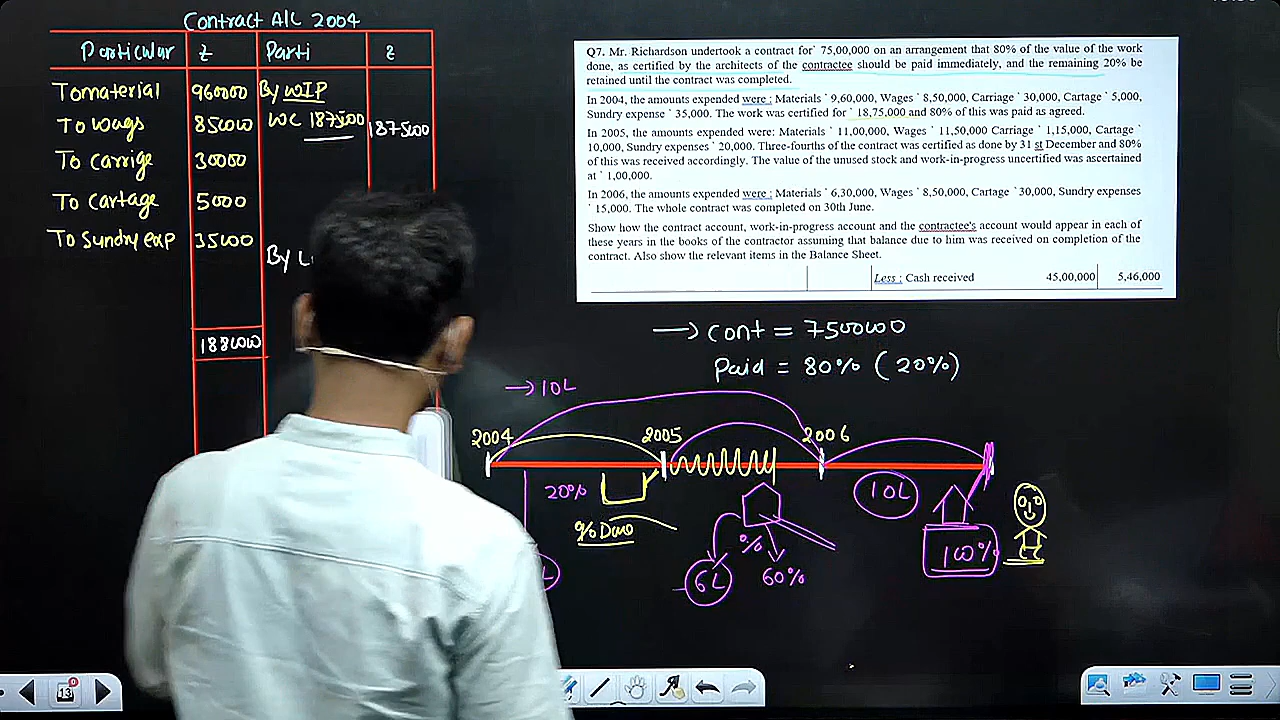 Contract A/C 2004
Particular ₹ Parti ₹
To material 960000 By WIP
To wags 850000 WC 1875000 1875000
To carrige 30000
To Cartage 5000
To Sundry exp 35000
By L
1880000
Q7. Mr. Richardson undertook a contract for` 75,00,000 on an arrangement that 80% of the value of the work
done, as certified by the architects of the contractee should be paid immediately, and the remaining 20% be
retained until the contract was completed.
In 2004, the amounts expended were : Materials ` 9,60,000, Wages ` 8,50,000, Carriage ` 30,000, Cartage ` 5,000,
Sundry expense ` 35,000. The work was certified for ` 18,75,000 and 80% of this was paid as agreed.
In 2005, the amounts expended were: Materials ` 11,00,000, Wages ` 11,50,000 Carriage ` 1,15,000, Cartage `
10,000, Sundry expenses ` 20,000. Three-fourths of the contract was certified as done by 31 st December and 80%
of this was received accordingly. The value of the unused stock and work-in-progress uncertified was ascertained
at ` 1,00,000.
In 2006, the amounts expended were : Materials ` 6,30,000, Wages ` 8,50,000, Cartage ` 30,000, Sundry expenses
` 15,000. The whole contract was completed on 30th June.
Show how the contract account, work-in-progress account and the contractee's account would appear in each of
these years in the books of the contractor assuming that balance due to him was received on completion of the
contract. Also show the relevant items in the Balance Sheet.
Less : Cash received 45,00,000 5,46,000
→ Cont = 7500000
Paid = 80% (20%)
→ 10L
2004 2005 2006
20% 10L
% Done % 100%
6L 60%
13